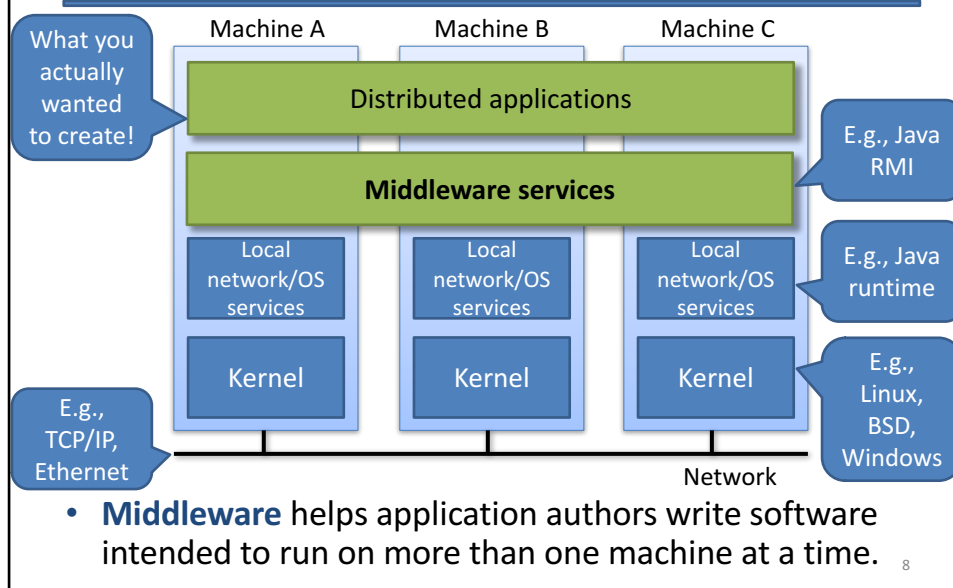 Machine A
Machine B
Machine C
What you
actually
wanted
to create!
Distributed applications
E.g., Java
RMI
Middleware services
Local
network/OS
services
Local
network/OS
services
Local
network/OS
services
E.g., Java
runtime
Kernel
Kernel
Kernel
E.g.,
Linux,
BSD,
Windows
E.g.,
TCP/IP,
Ethernet
Network
• Middleware helps application authors write software
intended to run on more than one machine at a time.
8